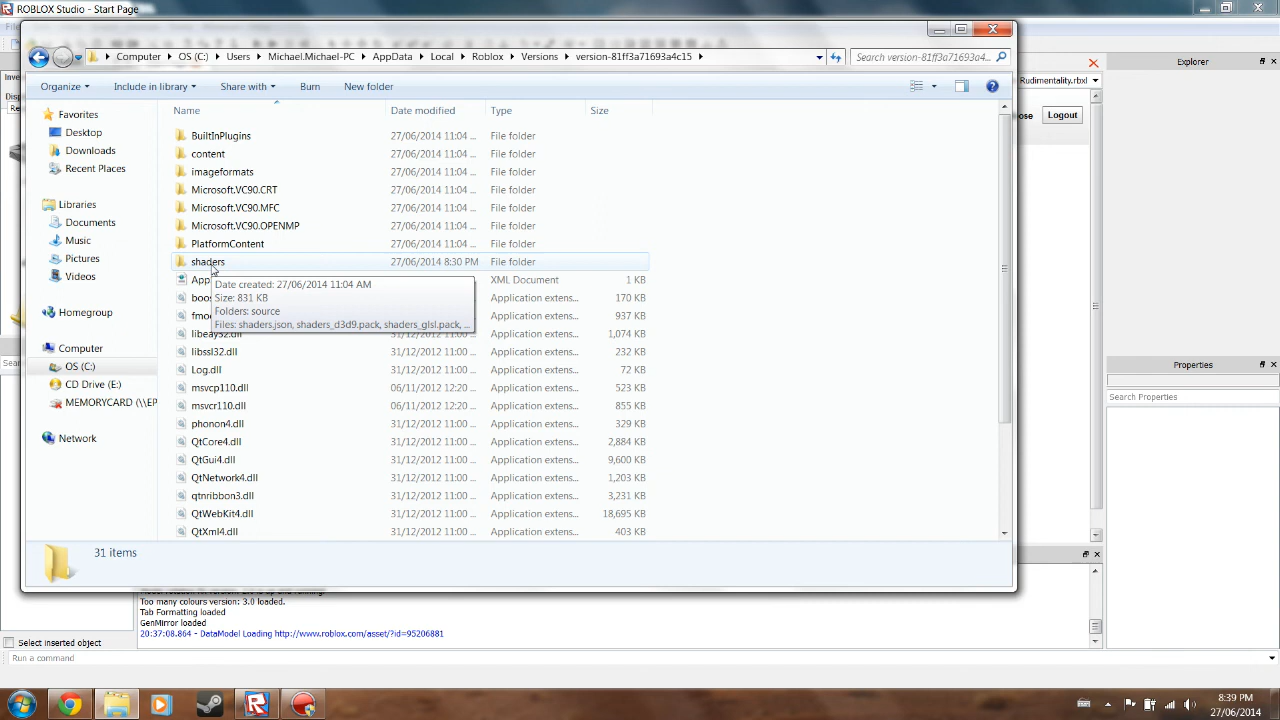 ROBLOX Studio - Start Page
Computer ▸ OS (C:) ▸ Users ▸ Michael.Michael-PC ▸ AppData ▸ Local ▸ Roblox ▸ Versions ▸ version-81ff3a71693a4c15 ▸
Search version-81ff3a71693a4...
Organize
Include in library
Share with
Burn
New folder
Name
Date modified
Type
Size
Favorites
Desktop
Downloads
Recent Places
Libraries
Documents
Music
Pictures
Videos
Homegroup
Computer
OS (C:)
CD Drive (E:)
MEMORYCARD (\\EP
Network
BuiltInPlugins 27/06/2014 11:04 ... File folder
content 27/06/2014 11:04 ... File folder
imageformats 27/06/2014 11:04 ... File folder
Microsoft.VC90.CRT 27/06/2014 11:04 ... File folder
Microsoft.VC90.MFC 27/06/2014 11:04 ... File folder
Microsoft.VC90.OPENMP 27/06/2014 11:04 ... File folder
PlatformContent 27/06/2014 11:04 ... File folder
shaders 27/06/2014 8:30 PM File folder
App XML Document 1 KB
boos Application extens... 170 KB
fmo Application extens... 937 KB
libeay32.dll Application extens... 1,074 KB
libssl32.dll 31/12/2012 11:00 ... Application extens... 232 KB
Log.dll 31/12/2012 11:00 ... Application extens... 72 KB
msvcp110.dll 06/11/2012 12:20 ... Application extens... 523 KB
msvcr110.dll 06/11/2012 12:20 ... Application extens... 855 KB
phonon4.dll 31/12/2012 11:00 ... Application extens... 329 KB
QtCore4.dll 31/12/2012 11:00 ... Application extens... 2,884 KB
QtGui4.dll 31/12/2012 11:00 ... Application extens... 9,600 KB
QtNetwork4.dll 31/12/2012 11:00 ... Application extens... 1,203 KB
qtnribbon3.dll 31/12/2012 11:00 ... Application extens... 3,231 KB
QtWebKit4.dll 31/12/2012 11:00 ... Application extens... 18,695 KB
QtXml4.dll 31/12/2012 11:00 ... Application extens... 403 KB
Date created: 27/06/2014 11:04 AM
Size: 831 KB
Folders: source
Files: shaders.json, shaders_d3d9.pack, shaders_glsl.pack, ...
31 items
Explorer
Rudimentality.rbxl
ose
Logout
Properties
Search Properties
Too many colours version: 3.0 loaded.
Tab Formatting loaded
GenMirror loaded
20:37:08.864 - DataModel Loading http://www.roblox.com/asset/?id=95206881
Select inserted object
Run a command
8:39 PM
27/06/2014